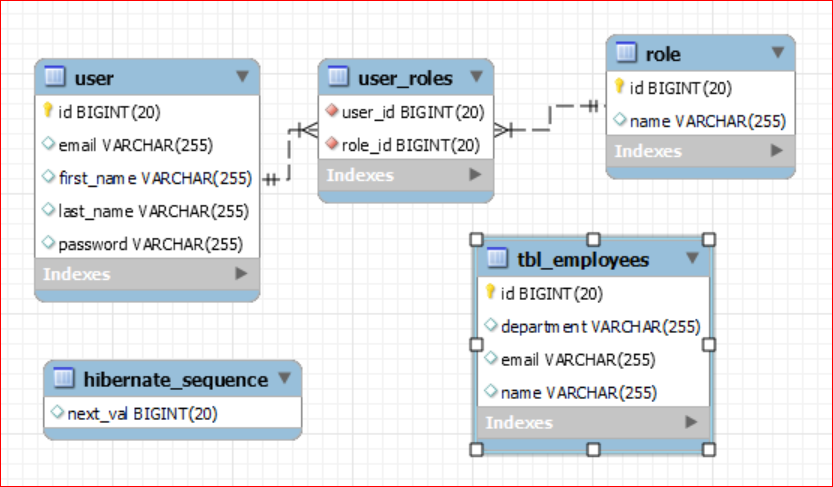 user
id BIGINT(20)
email VARCHAR(255)
first_name VARCHAR(255)
last_name VARCHAR(255)
password VARCHAR(255)
Indexes
user_roles
user_id BIGINT(20)
role_id BIGINT(20)
Indexes
role
id BIGINT(20)
name VARCHAR(255)
Indexes
tbl_employees
id BIGINT(20)
department VARCHAR(255)
email VARCHAR(255)
name VARCHAR(255)
Indexes
hibernate_sequence
next_val BIGINT(20)